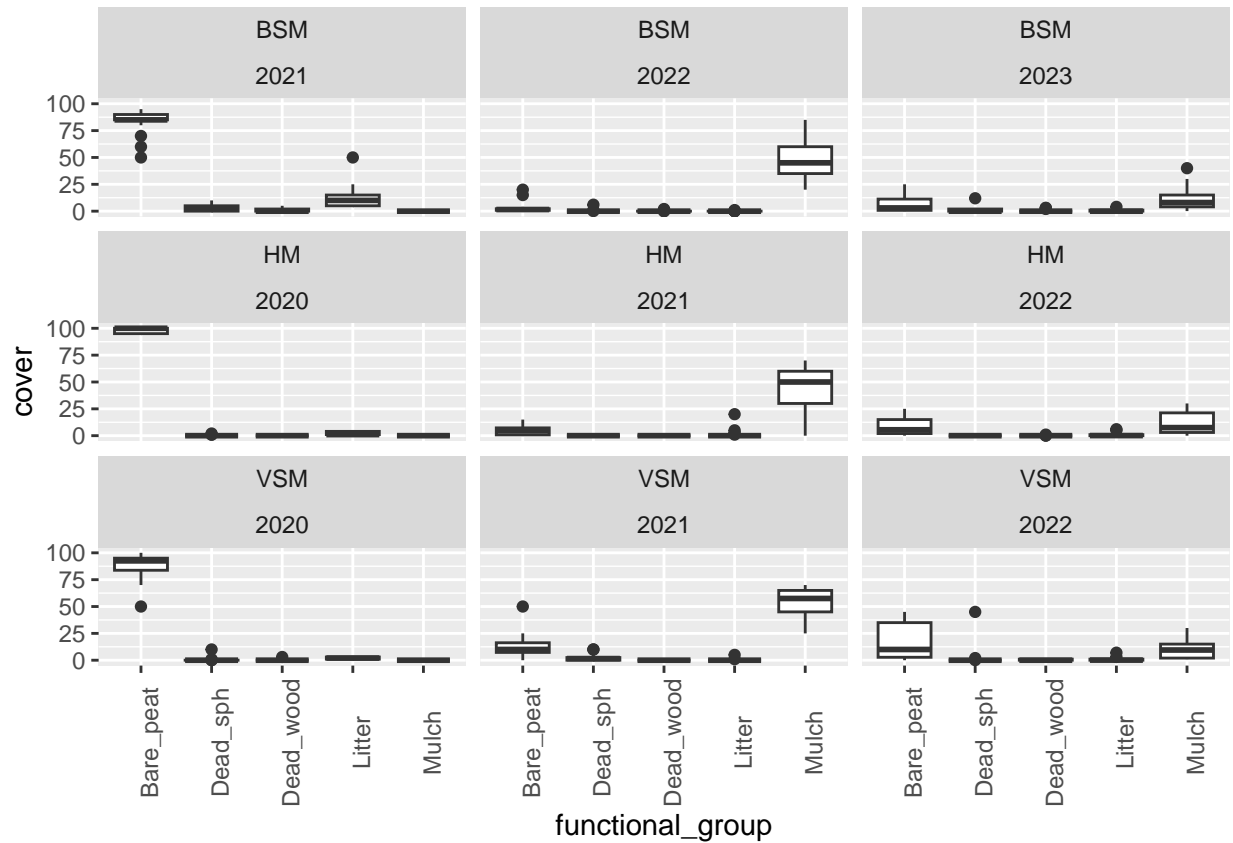 BSM
2021
BSM
2022
BSM
2023
100
75
50
25
0
HM
2020
HM
2021
HM
2022
100
75
50
25
0
VSM
2020
VSM
2021
VSM
2022
100
75
50
25
0
cover
Bare_peat
Dead_sph
Dead_wood
Litter
Mulch
Bare_peat
Dead_sph
Dead_wood
Litter
Mulch
Bare_peat
Dead_sph
Dead_wood
Litter
Mulch
functional_group